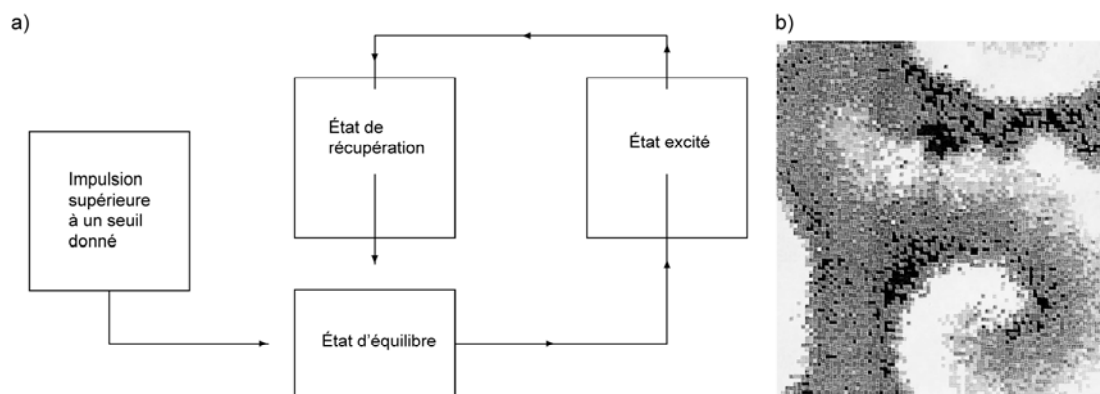 a)
b)
Impulsion
supérieure
à un seuil
donné
État de
récupération
État excité
État d'équilibre